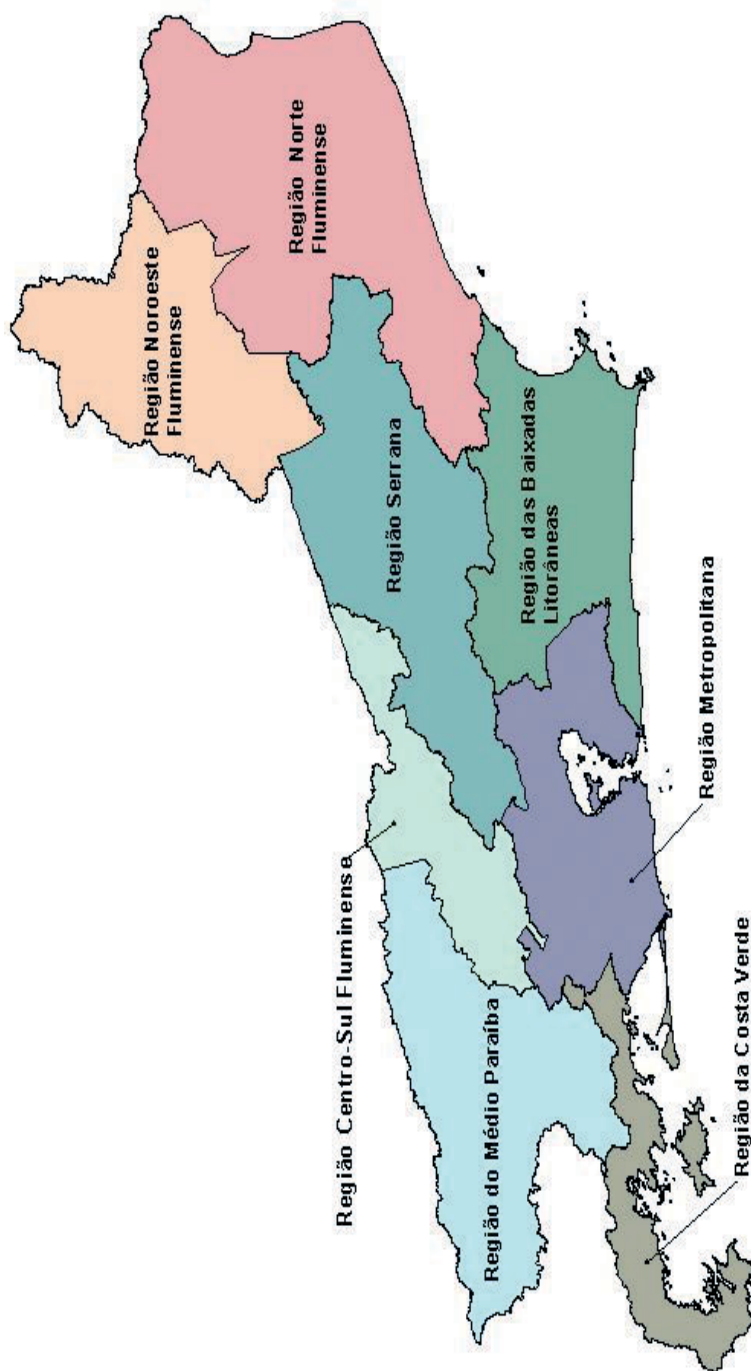 Região Noroeste
Fluminense
Região Norte
Fluminense
Região Serrana
Região Centro-Sul Fluminense
Região do Médio Paraíba
Região das Baixadas
Litorâneas
Região Metropolitana
Região da Costa Verde